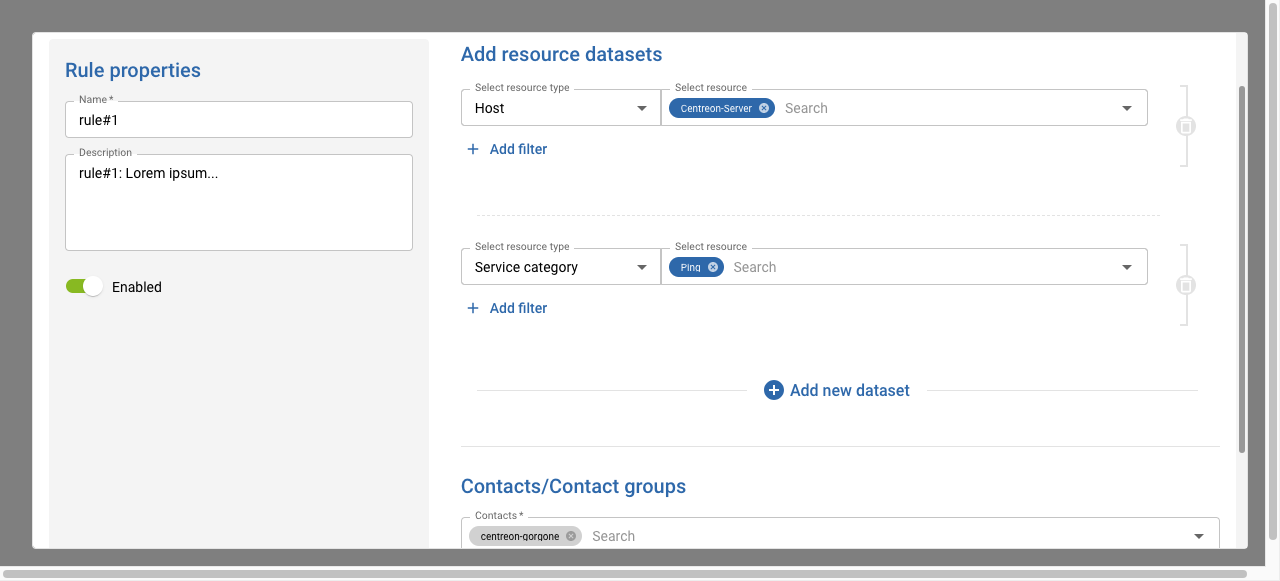 Rule properties
Name *
rule#1
Description
rule#1: Lorem ipsum...
Enabled
Add resource datasets
Select resource type
Select resource
Host
Centreon-Server
Search
Add filter
Select resource type
Select resource
Service category
Ping
Search
Add filter
Add new dataset
Contacts/Contact groups
Contacts *
centreon-gorgone
Search